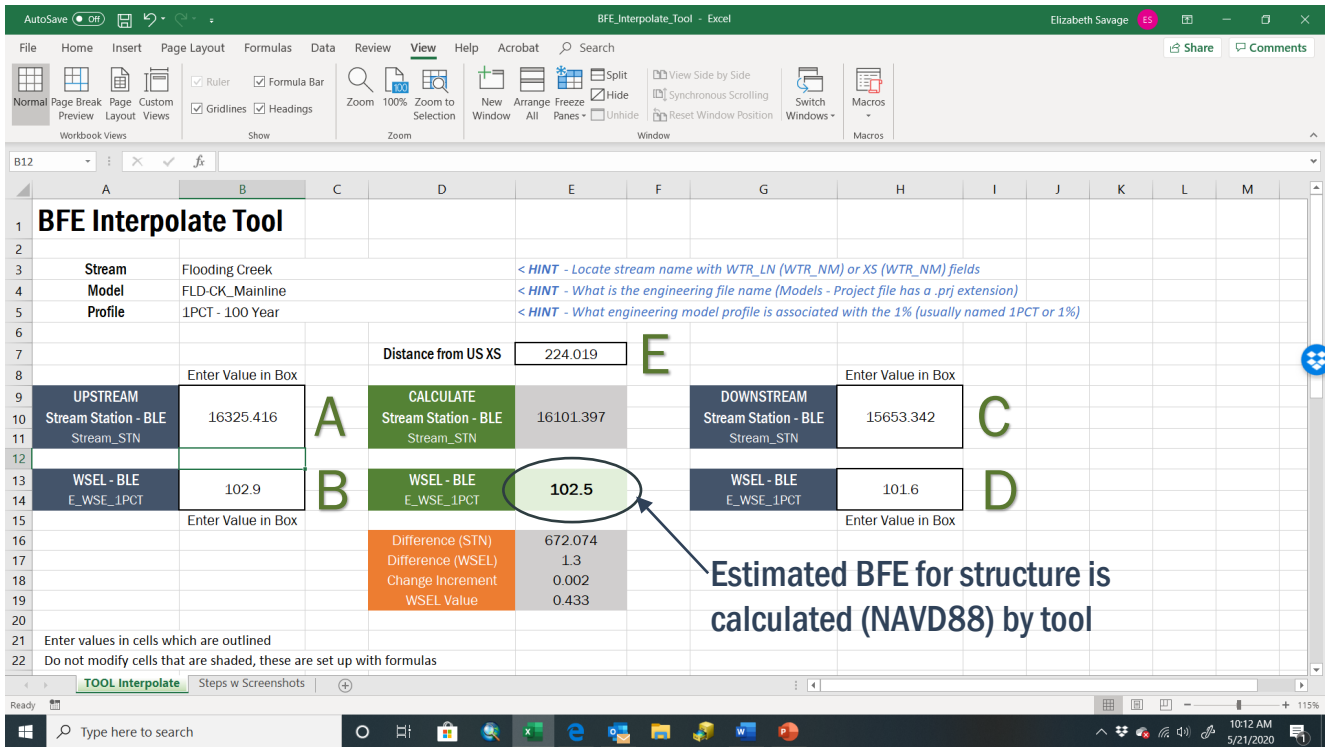 AutoSave Off BFE_Interpolate_Tool - Excel Elizabeth Savage ES
File Home Insert Page Layout Formulas Data Review View Help Acrobat Search Share Comments
Normal Page Break Preview Page Layout Custom Views
Workbook Views
Ruler Formula Bar
Gridlines Headings
Show
Zoom 100% Zoom to Selection
Zoom
New Window Arrange All Freeze Panes
Split
Hide
Unhide
View Side by Side
Synchronous Scrolling
Reset Window Position
Switch Windows
Window
Macros
Macros
B12 fx
A B C D E F G H I J K L M
1 BFE Interpolate Tool
2
3 Stream Flooding Creek < HINT - Locate stream name with WTR_LN (WTR_NM) or XS (WTR_NM) fields
4 Model FLD-CK_Mainline < HINT - What is the engineering file name (Models - Project file has a .prj extension)
5 Profile 1PCT - 100 Year < HINT - What engineering model profile is associated with the 1% (usually named 1PCT or 1%)
6
7 Distance from US XS 224.019 E
8 Enter Value in Box Enter Value in Box
9 UPSTREAM CALCULATE DOWNSTREAM
10 Stream Station - BLE 16325.416 A Stream Station - BLE 16101.397 Stream Station - BLE 15653.342 C
11 Stream_STN Stream_STN Stream_STN
12
13 WSEL - BLE WSEL - BLE WSEL - BLE
102.9 B 102.5 101.6 D
14 E_WSE_1PCT E_WSE_1PCT E_WSE_1PCT
15 Enter Value in Box Enter Value in Box
16 Difference (STN) 672.074
17 Difference (WSEL) 1.3
18 Change Increment 0.002
19 WSEL Value 0.433
Estimated BFE for structure is
calculated (NAVD88) by tool
20
21 Enter values in cells which are outlined
22 Do not modify cells that are shaded, these are set up with formulas
TOOL Interpolate Steps w Screenshots
Ready 115%
Type here to search 10:12 AM
5/21/2020 1